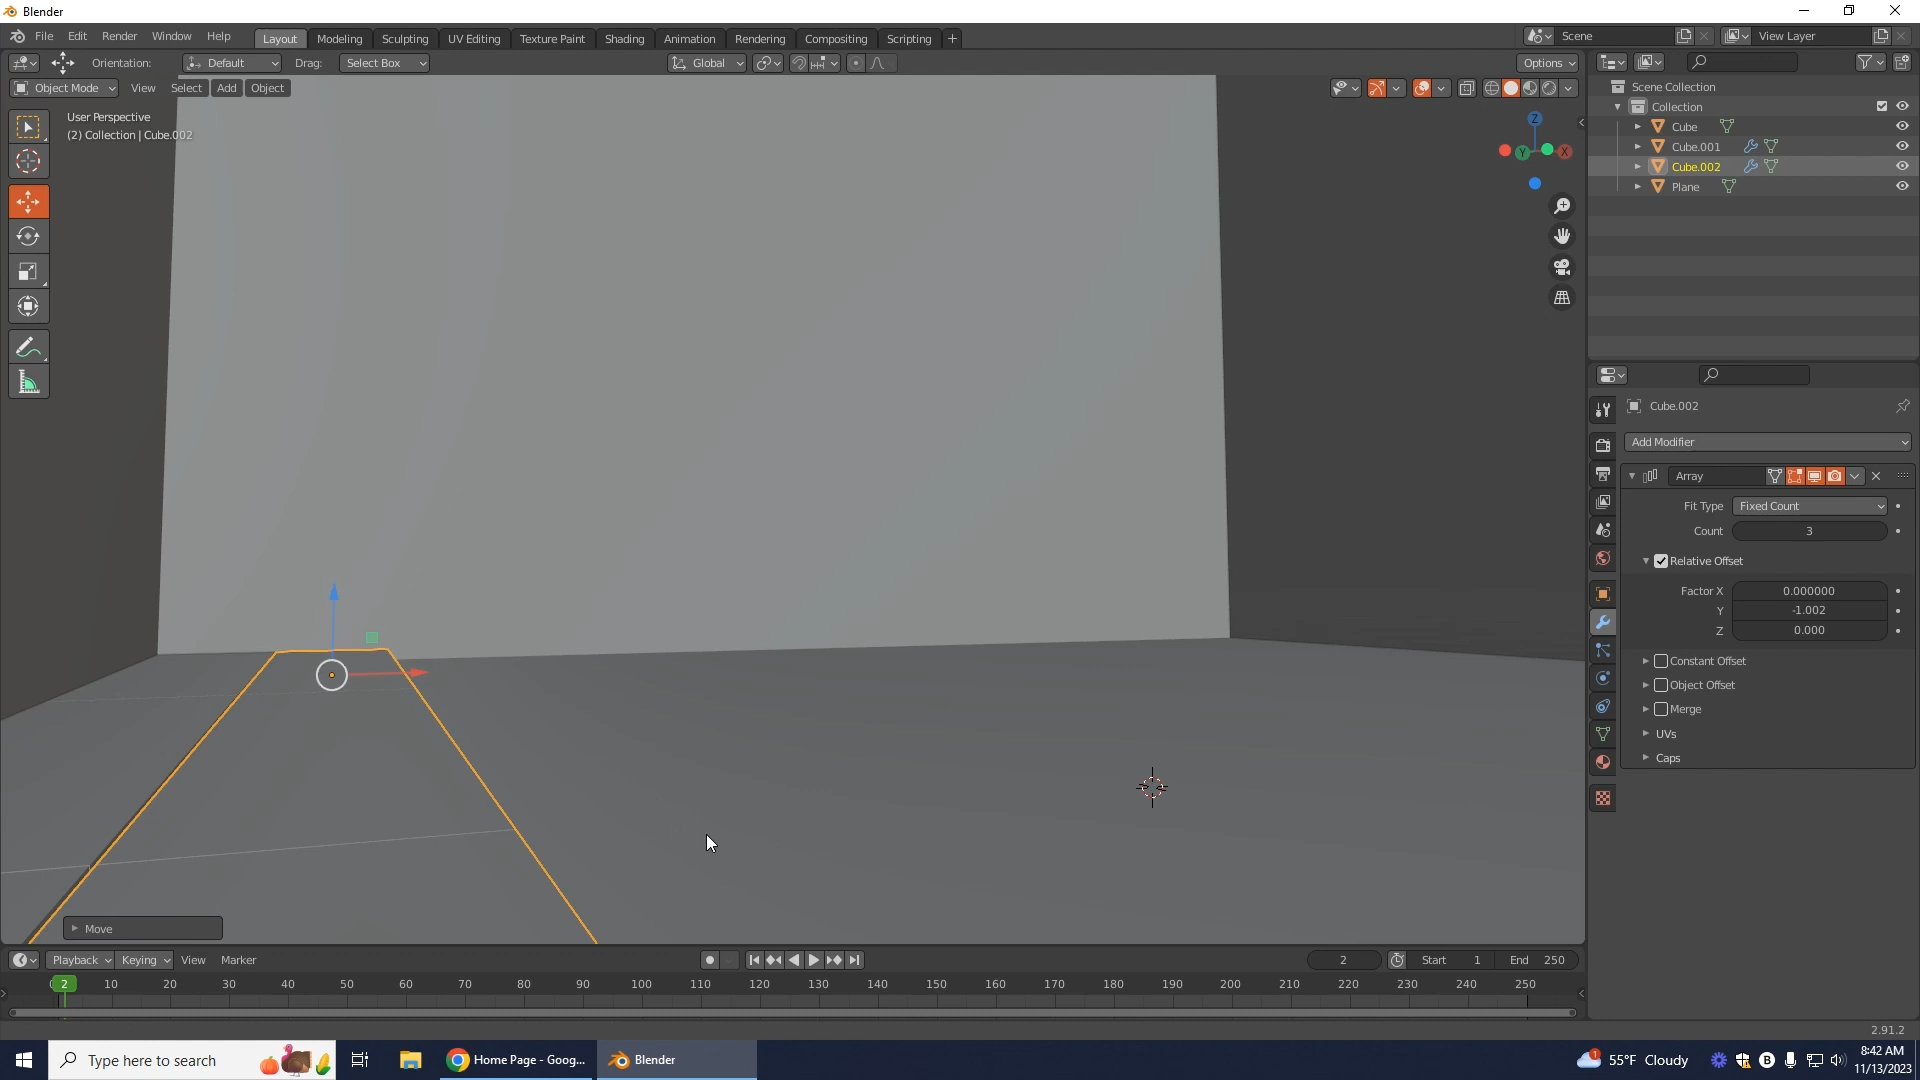 Blender
File Edit Render Window Help Layout Modeling Sculpting UV Editing Texture Paint Shading Animation Rendering Compositing Scripting + Scene View Layer
Orientation: Default Drag: Select Box Global Options
Object Mode View Select Add Object
User Perspective
(2) Collection | Cube.002
Z
Y X
Scene Collection
Collection
Cube
Cube.001
Cube.002
Plane
Cube.002
Add Modifier
Array
Fit Type Fixed Count
Count 3
Relative Offset
Factor X 0.000000
Y -1.002
Z 0.000
Constant Offset
Object Offset
Merge
UVs
Caps
Move
Playback Keying View Marker 2 Start 1 End 250
2 10 20 30 40 50 60 70 80 90 100 110 120 130 140 150 160 170 180 190 200 210 220 230 240 250
2.91.2
Type here to search Home Page - Goog... Blender 1 55°F Cloudy B 8:42 AM
11/13/2023